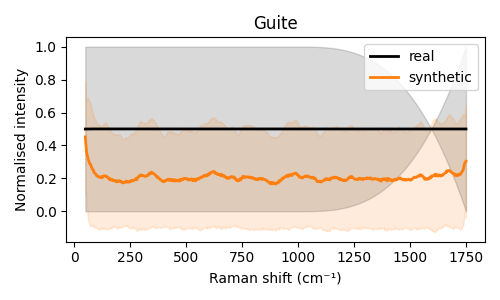 Guite
Normalised intensity
1.0
0.8
0.6
0.4
0.2
0.0
real
synthetic
0 250 500 750 1000 1250 1500 1750
Raman shift (cm⁻¹)